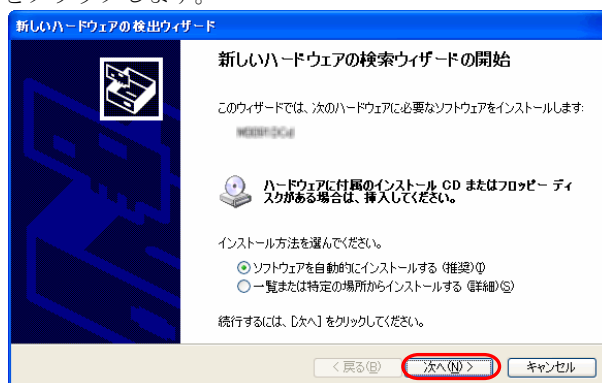 をクリックします。
新しいハードウェアの検出ウィザード
新しいハードウェアの検索ウィザードの開始
このウィザードでは、次のハードウェアに必要なソフトウェアをインストールします:
ハードウェアに付属のインストール CD またはフロッピー ディ
スクがある場合は、挿入してください。
インストール方法を選んでください。
ソフトウェアを自動的にインストールする (推奨)(I)
一覧または特定の場所からインストールする (詳細)(S)
続行するには、[次へ] をクリックしてください。
< 戻る(B) 次へ(N) > キャンセル